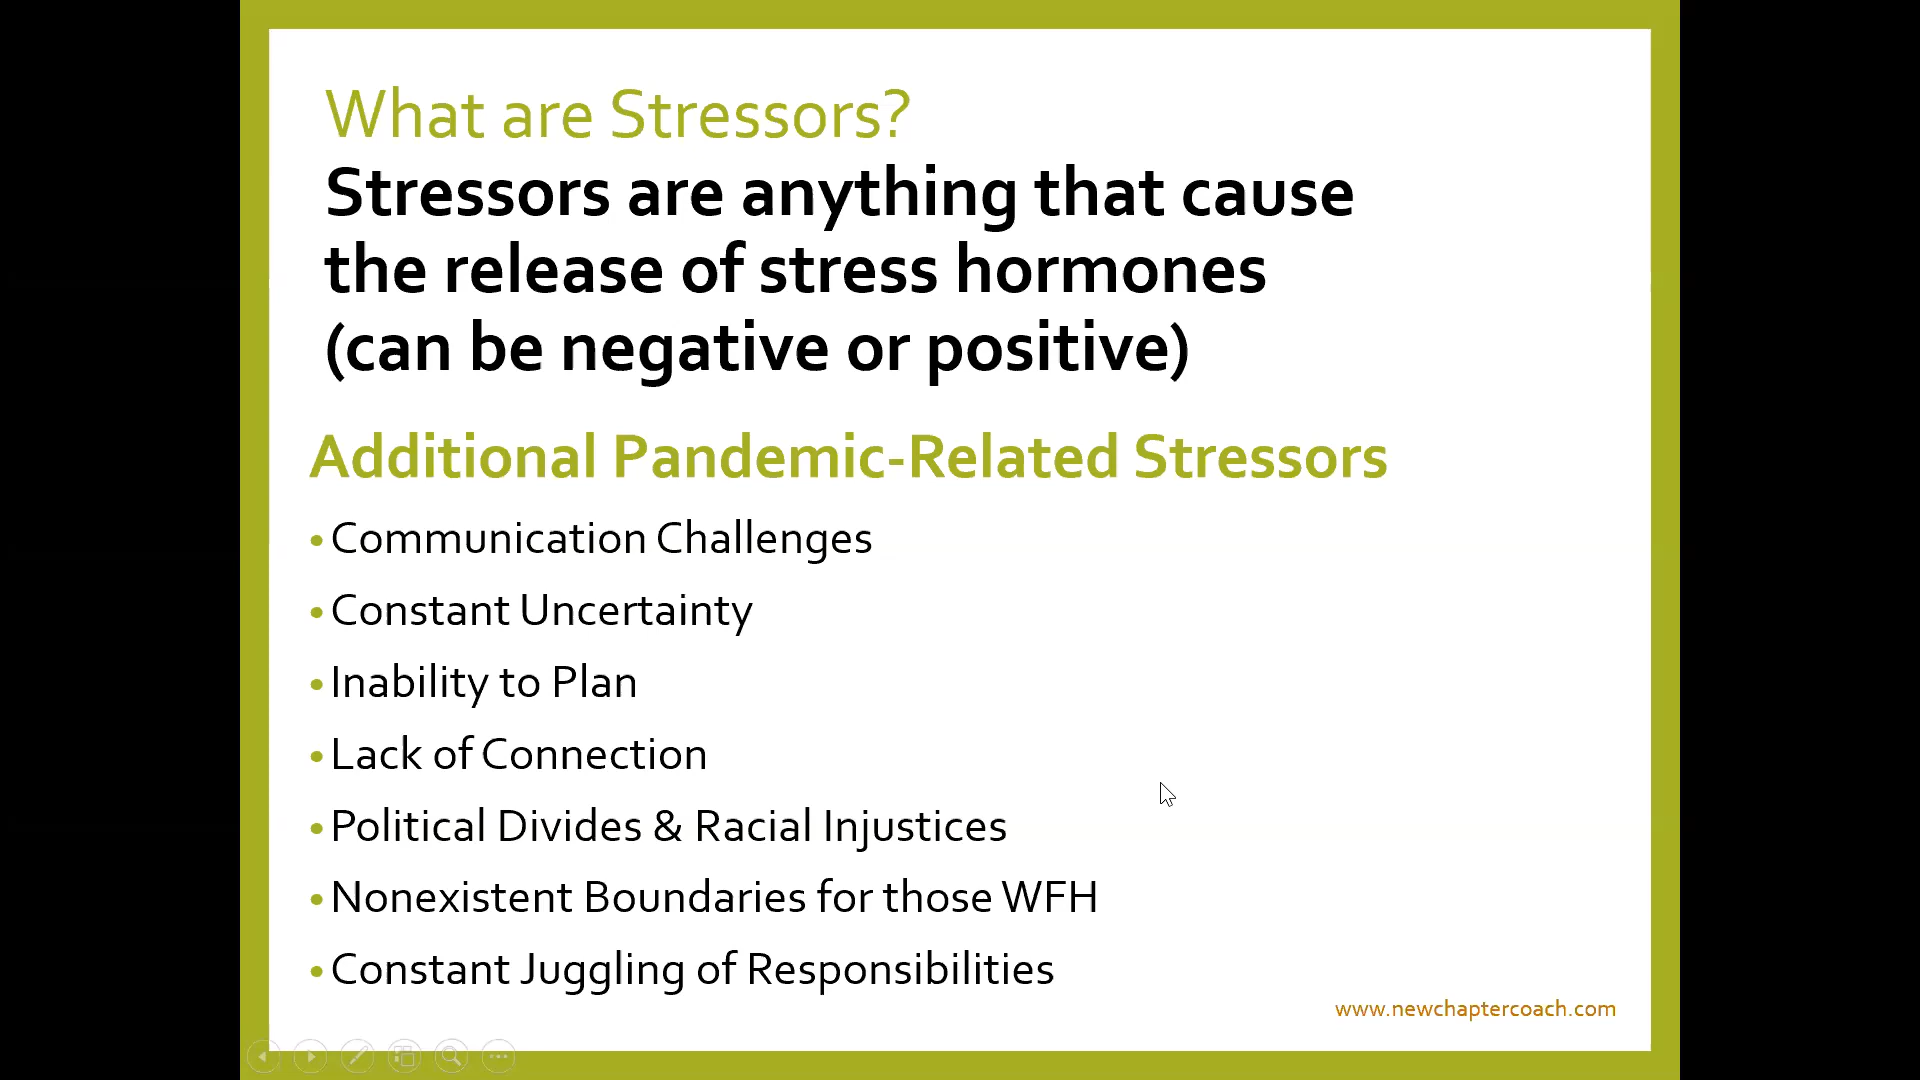 What are Stressors?
Stressors are anything that cause
the release of stress hormones
(can be negative or positive)
Additional Pandemic-Related Stressors
• Communication Challenges
• Constant Uncertainty
• Inability to Plan
• Lack of Connection
• Political Divides & Racial Injustices
• Nonexistent Boundaries for those WFH
• Constant Juggling of Responsibilities
www.newchaptercoach.com